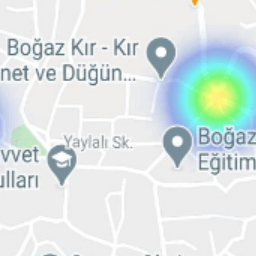 Boğaz Kır - Kır
net ve Düğün...
Yaylalı Sk.
Boğaz
Eğitim
vvet
ulları